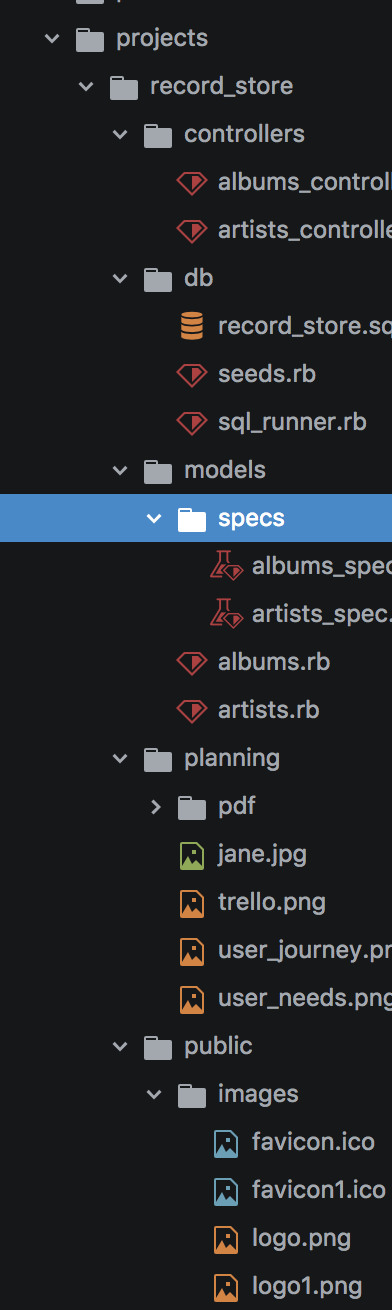 projects
record_store
controllers
albums_control
artists_controlle
db
record_store.sq
seeds.rb
sql_runner.rb
models
specs
albums_spec
artists_spec.
albums.rb
artists.rb
planning
pdf
jane.jpg
trello.png
user_journey.pn
user_needs.png
public
images
favicon.ico
favicon1.ico
logo.png
logo1.png